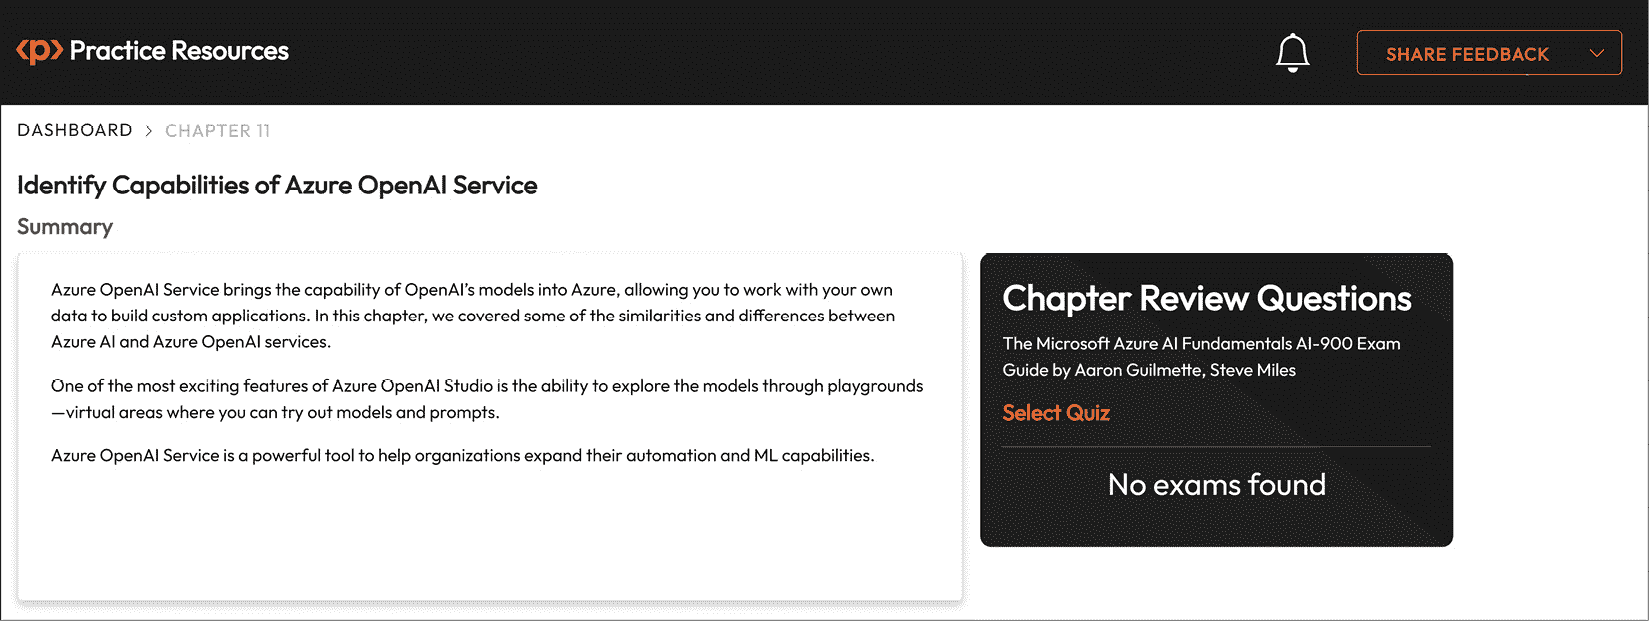 <p> Practice Resources
SHARE FEEDBACK
DASHBOARD > CHAPTER 11
Identify Capabilities of Azure OpenAI Service
Summary
Azure OpenAI Service brings the capability of OpenAI's models into Azure, allowing you to work with your own
data to build custom applications. In this chapter, we covered some of the similarities and differences between
Azure AI and Azure OpenAI services.
One of the most exciting features of Azure OpenAI Studio is the ability to explore the models through playgrounds
—virtual areas where you can try out models and prompts.
Azure OpenAI Service is a powerful tool to help organizations expand their automation and ML capabilities.
Chapter Review Questions
The Microsoft Azure AI Fundamentals AI-900 Exam
Guide by Aaron Guilmette, Steve Miles
Select Quiz
No exams found